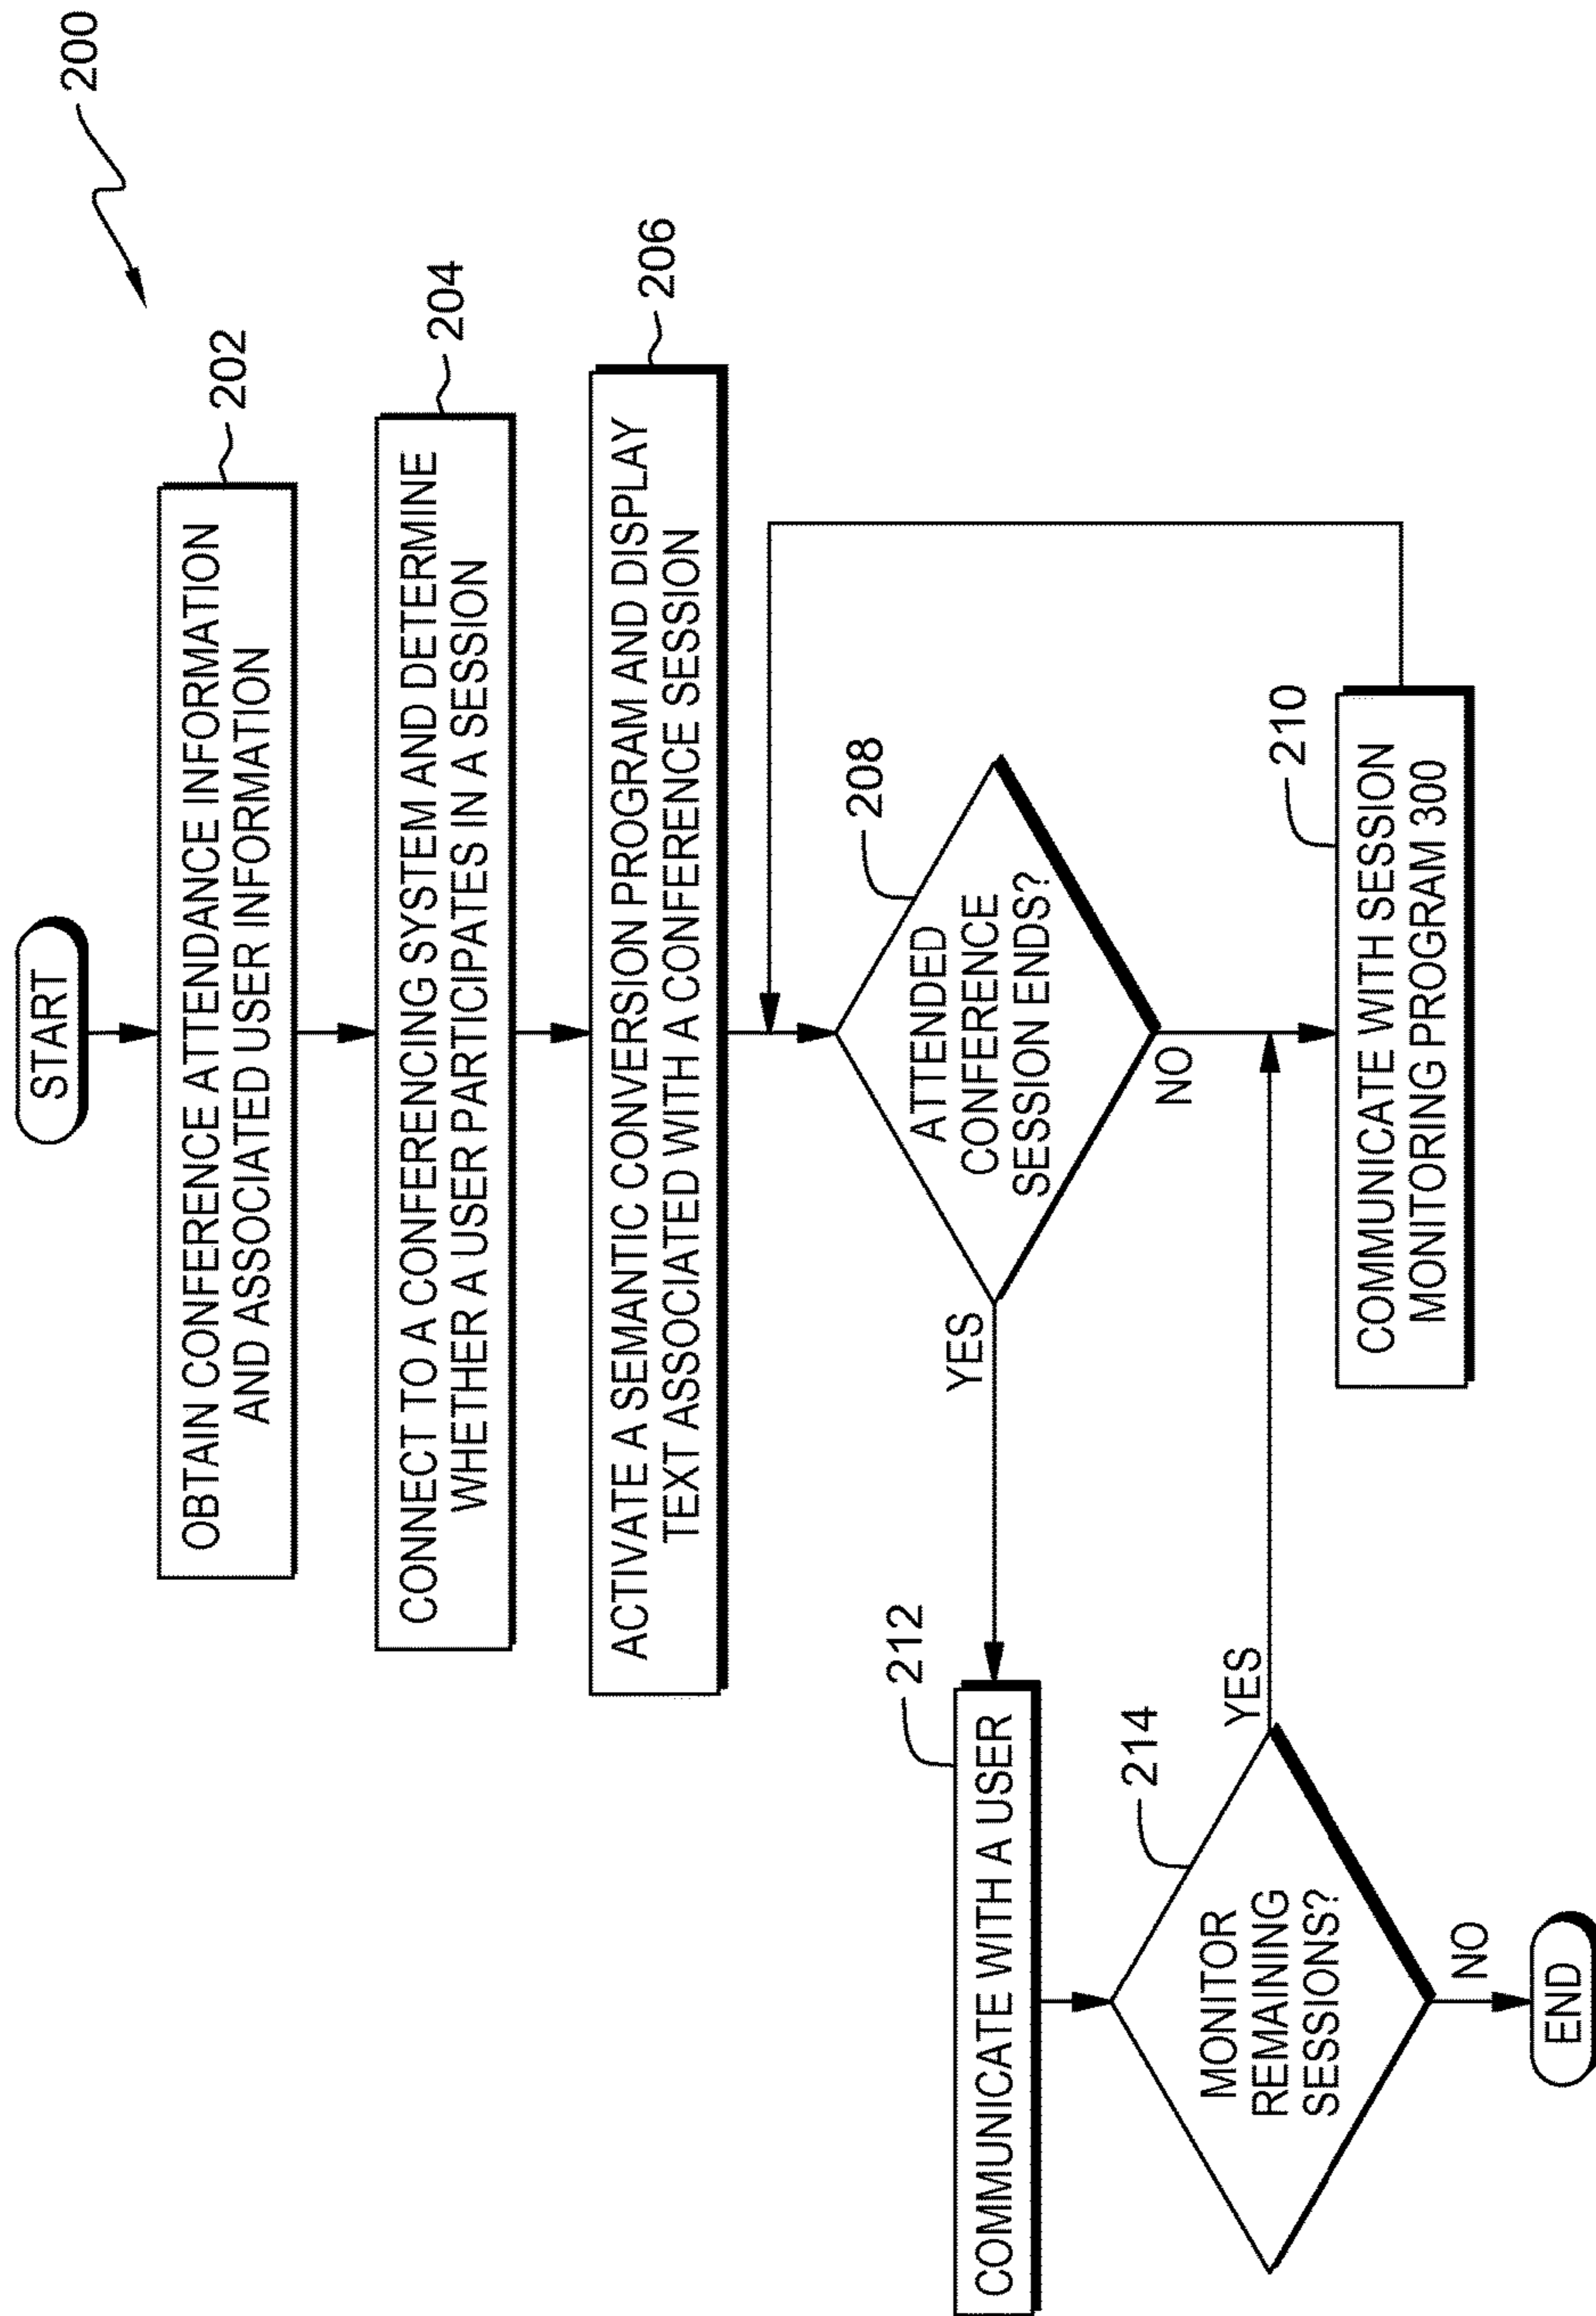 200
START
OBTAIN CONFERENCE ATTENDANCE INFORMATION
AND ASSOCIATED USER INFORMATION
202
CONNECT TO A CONFERENCING SYSTEM AND DETERMINE
WHETHER A USER PARTICIPATES IN A SESSION
204
ACTIVATE A SEMANTIC CONVERSION PROGRAM AND DISPLAY
TEXT ASSOCIATED WITH A CONFERENCE SESSION
206
208
ATTENDED
CONFERENCE
SESSION ENDS?
YES
NO
210
COMMUNICATE WITH SESSION
MONITORING PROGRAM 300
212
COMMUNICATE WITH A USER
214
MONITOR
REMAINING
SESSIONS?
YES
NO
END